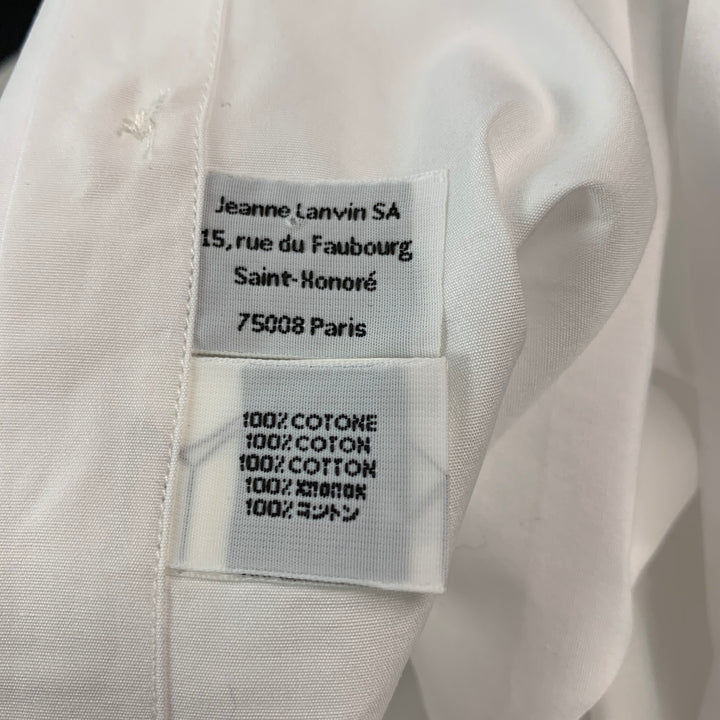 Jeanne Lanvin SA
15, rue du Faubourg
Saint-Honoré
75008 Paris
100% COTONE
100% COTON
100% COTTON
100% хлопок
100% コットン